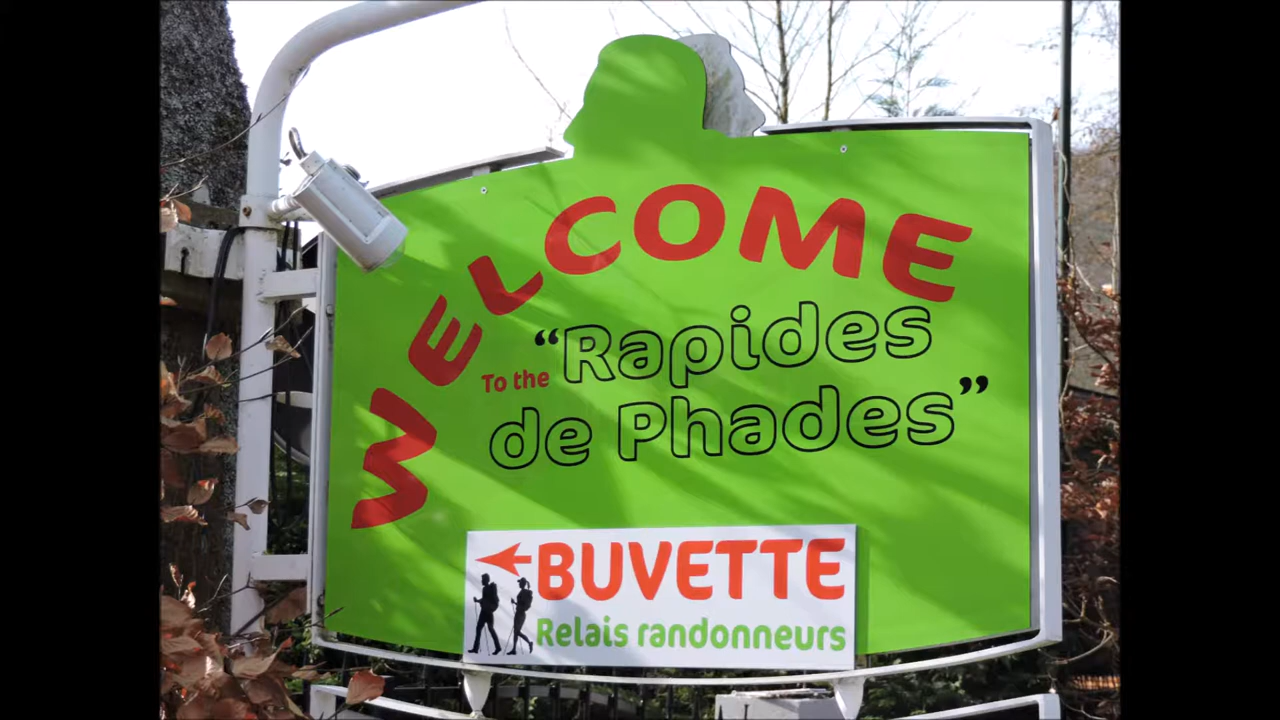 WELCOME
To the “Rapides
de Phades”
BUVETTE
Relais randonneurs